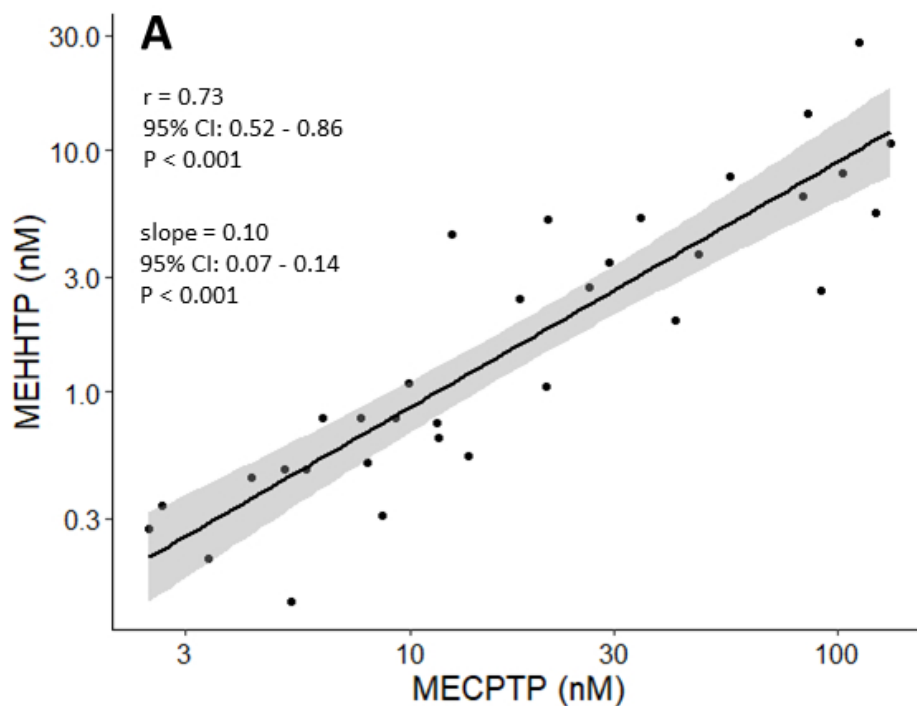 A
r = 0.73
95% CI: 0.52 - 0.86
P < 0.001
slope = 0.10
95% CI: 0.07 - 0.14
P < 0.001
MEHHTP (nM)
30.0
10.0
3.0
1.0
0.3
3 10 30 100
MECPTP (nM)